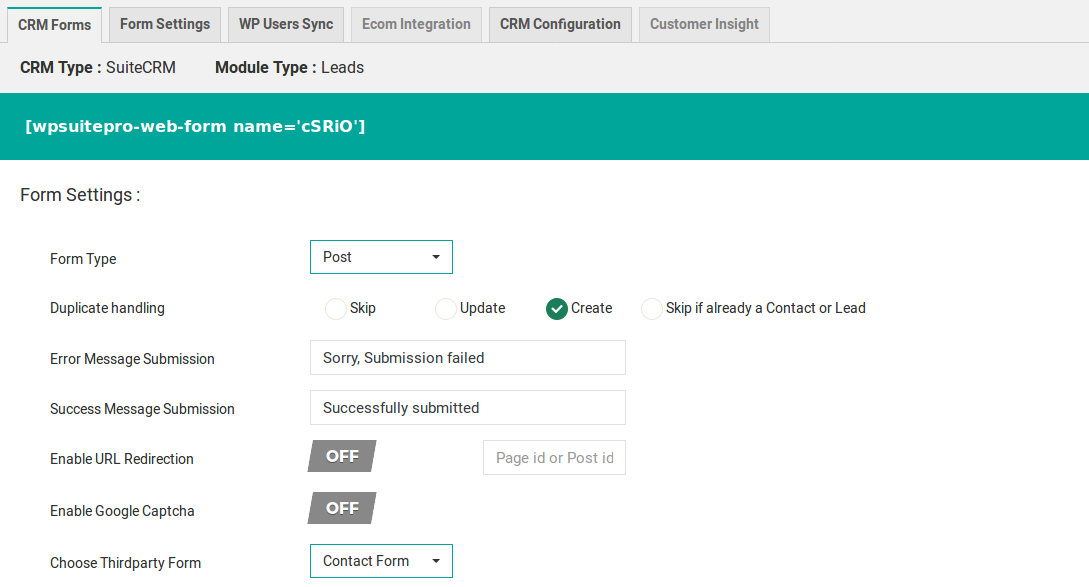 CRM Forms Form Settings WP Users Sync Ecom Integration CRM Configuration Customer Insight
CRM Type : SuiteCRM Module Type : Leads
[wpsuitepro-web-form name='cSRiO']
Form Settings :
Form Type Post
Duplicate handling Skip Update Create Skip if already a Contact or Lead
Error Message Submission Sorry, Submission failed
Success Message Submission Successfully submitted
Enable URL Redirection OFF Page id or Post id
Enable Google Captcha OFF
Choose Thirdparty Form Contact Form